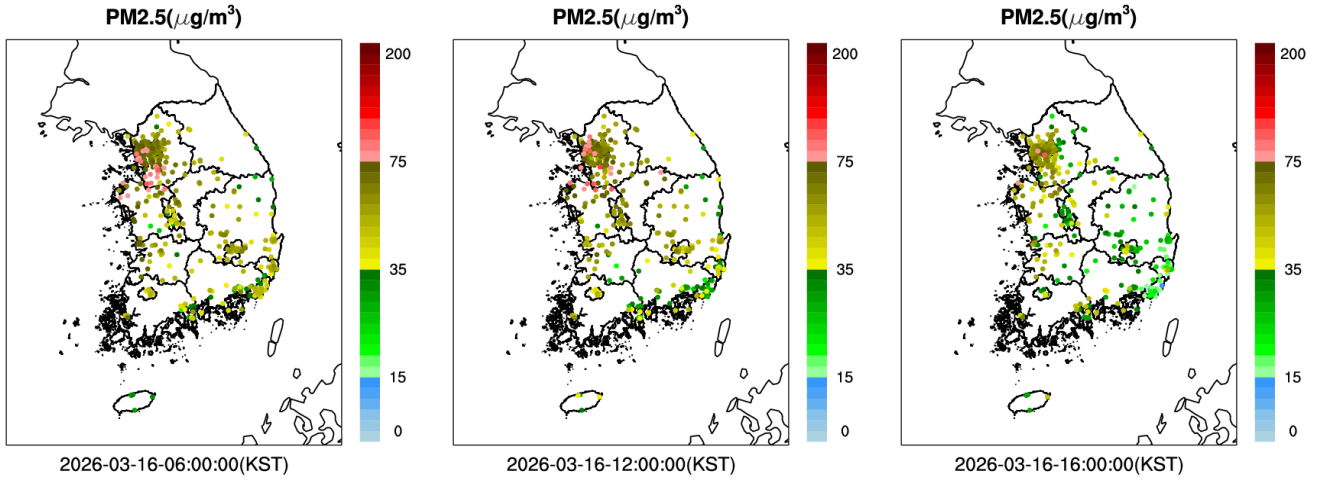 PM2.5(μg/m³) PM2.5(μg/m³) PM2.5(μg/m³)
200 200 200
75 75 75
35 35 35
15 15 15
0 0 0
2026-03-16-06:00:00(KST) 2026-03-16-12:00:00(KST) 2026-03-16-16:00:00(KST)